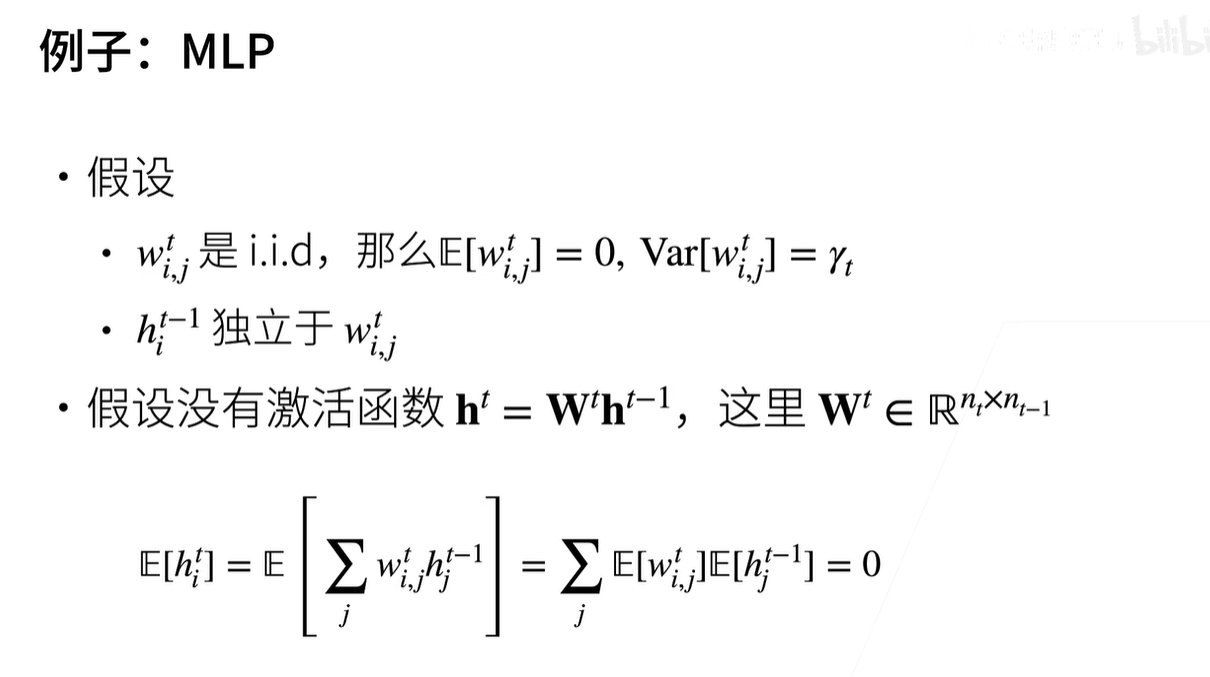 例子：MLP
• 假设
• $w_{i,j}^{t}$ 是 i.i.d，那么$\mathbb{E}[w_{i,j}^{t}] = 0, \mathrm{Var}[w_{i,j}^{t}] = \gamma_t$
• $h_i^{t-1}$ 独立于 $w_{i,j}^{t}$
• 假设没有激活函数 $\mathbf{h}^t = \mathbf{W}^t\mathbf{h}^{t-1}$，这里 $\mathbf{W}^t \in \mathbb{R}^{n_t \times n_{t-1}}$
$\mathbb{E}[h_i^t] = \mathbb{E}\left[\sum_j w_{i,j}^t h_j^{t-1}\right] = \sum_j \mathbb{E}[w_{i,j}^t]\mathbb{E}[h_j^{t-1}] = 0$